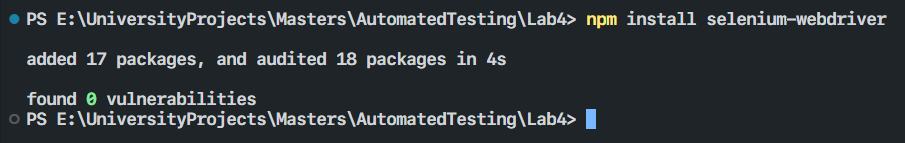 PS E:\UniversityProjects\Masters\AutomatedTesting\Lab4> npm install selenium-webdriver
added 17 packages, and audited 18 packages in 4s
found 0 vulnerabilities
PS E:\UniversityProjects\Masters\AutomatedTesting\Lab4>